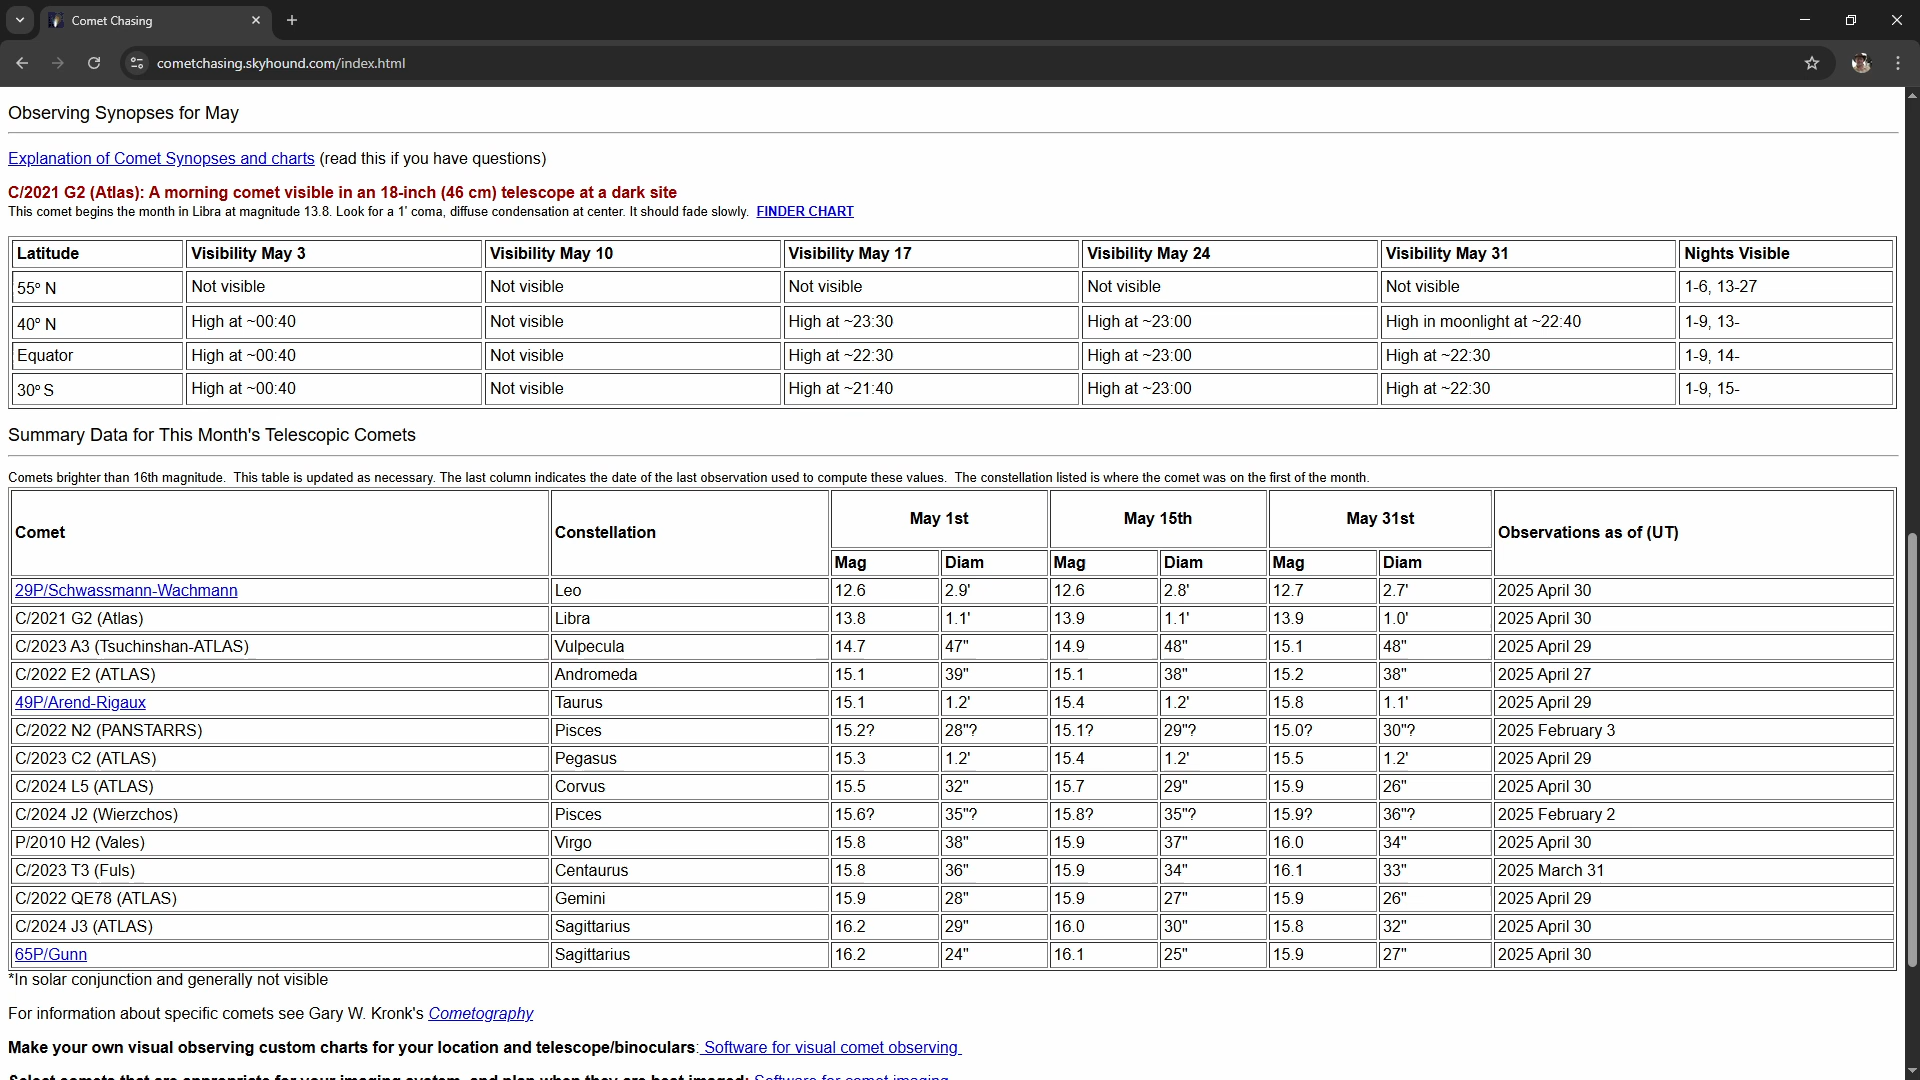 Comet Chasing
cometchasing.skyhound.com/index.html
Observing Synopses for May
Explanation of Comet Synopses and charts (read this if you have questions)
C/2021 G2 (Atlas): A morning comet visible in an 18-inch (46 cm) telescope at a dark site
This comet begins the month in Libra at magnitude 13.8. Look for a 1' coma, diffuse condensation at center. It should fade slowly. FINDER CHART
Latitude Visibility May 3 Visibility May 10 Visibility May 17 Visibility May 24 Visibility May 31 Nights Visible
55º N Not visible Not visible Not visible Not visible Not visible 1-6, 13-27
40º N High at ~00:40 Not visible High at ~23:30 High at ~23:00 High in moonlight at ~22:40 1-9, 13-
Equator High at ~00:40 Not visible High at ~22:30 High at ~23:00 High at ~22:30 1-9, 14-
30º S High at ~00:40 Not visible High at ~21:40 High at ~23:00 High at ~22:30 1-9, 15-
Summary Data for This Month's Telescopic Comets
Comets brighter than 16th magnitude. This table is updated as necessary. The last column indicates the date of the last observation used to compute these values. The constellation listed is where the comet was on the first of the month.
Comet Constellation May 1st May 15th May 31st Observations as of (UT)
Mag Diam Mag Diam Mag Diam
29P/Schwassmann-Wachmann Leo 12.6 2.9' 12.6 2.8' 12.7 2.7' 2025 April 30
C/2021 G2 (Atlas) Libra 13.8 1.1' 13.9 1.1' 13.9 1.0' 2025 April 30
C/2023 A3 (Tsuchinshan-ATLAS) Vulpecula 14.7 47" 14.9 48" 15.1 48" 2025 April 29
C/2022 E2 (ATLAS) Andromeda 15.1 39" 15.1 38" 15.2 38" 2025 April 27
49P/Arend-Rigaux Taurus 15.1 1.2' 15.4 1.2' 15.8 1.1' 2025 April 29
C/2022 N2 (PANSTARRS) Pisces 15.2? 28"? 15.1? 29"? 15.0? 30"? 2025 February 3
C/2023 C2 (ATLAS) Pegasus 15.3 1.2' 15.4 1.2' 15.5 1.2' 2025 April 29
C/2024 L5 (ATLAS) Corvus 15.5 32" 15.7 29" 15.9 26" 2025 April 30
C/2024 J2 (Wierzchos) Pisces 15.6? 35"? 15.8? 35"? 15.9? 36"? 2025 February 2
P/2010 H2 (Vales) Virgo 15.8 38" 15.9 37" 16.0 34" 2025 April 30
C/2023 T3 (Fuls) Centaurus 15.8 36" 15.9 34" 16.1 33" 2025 March 31
C/2022 QE78 (ATLAS) Gemini 15.9 28" 15.9 27" 15.9 26" 2025 April 29
C/2024 J3 (ATLAS) Sagittarius 16.2 29" 16.0 30" 15.8 32" 2025 April 30
65P/Gunn Sagittarius 16.2 24" 16.1 25" 15.9 27" 2025 April 30
*In solar conjunction and generally not visible
For information about specific comets see Gary W. Kronk's Cometography
Make your own visual observing custom charts for your location and telescope/binoculars: Software for visual comet observing.
Select comets that are appropriate for your imaging system, and plan when they are best imaged: Software for comet imaging